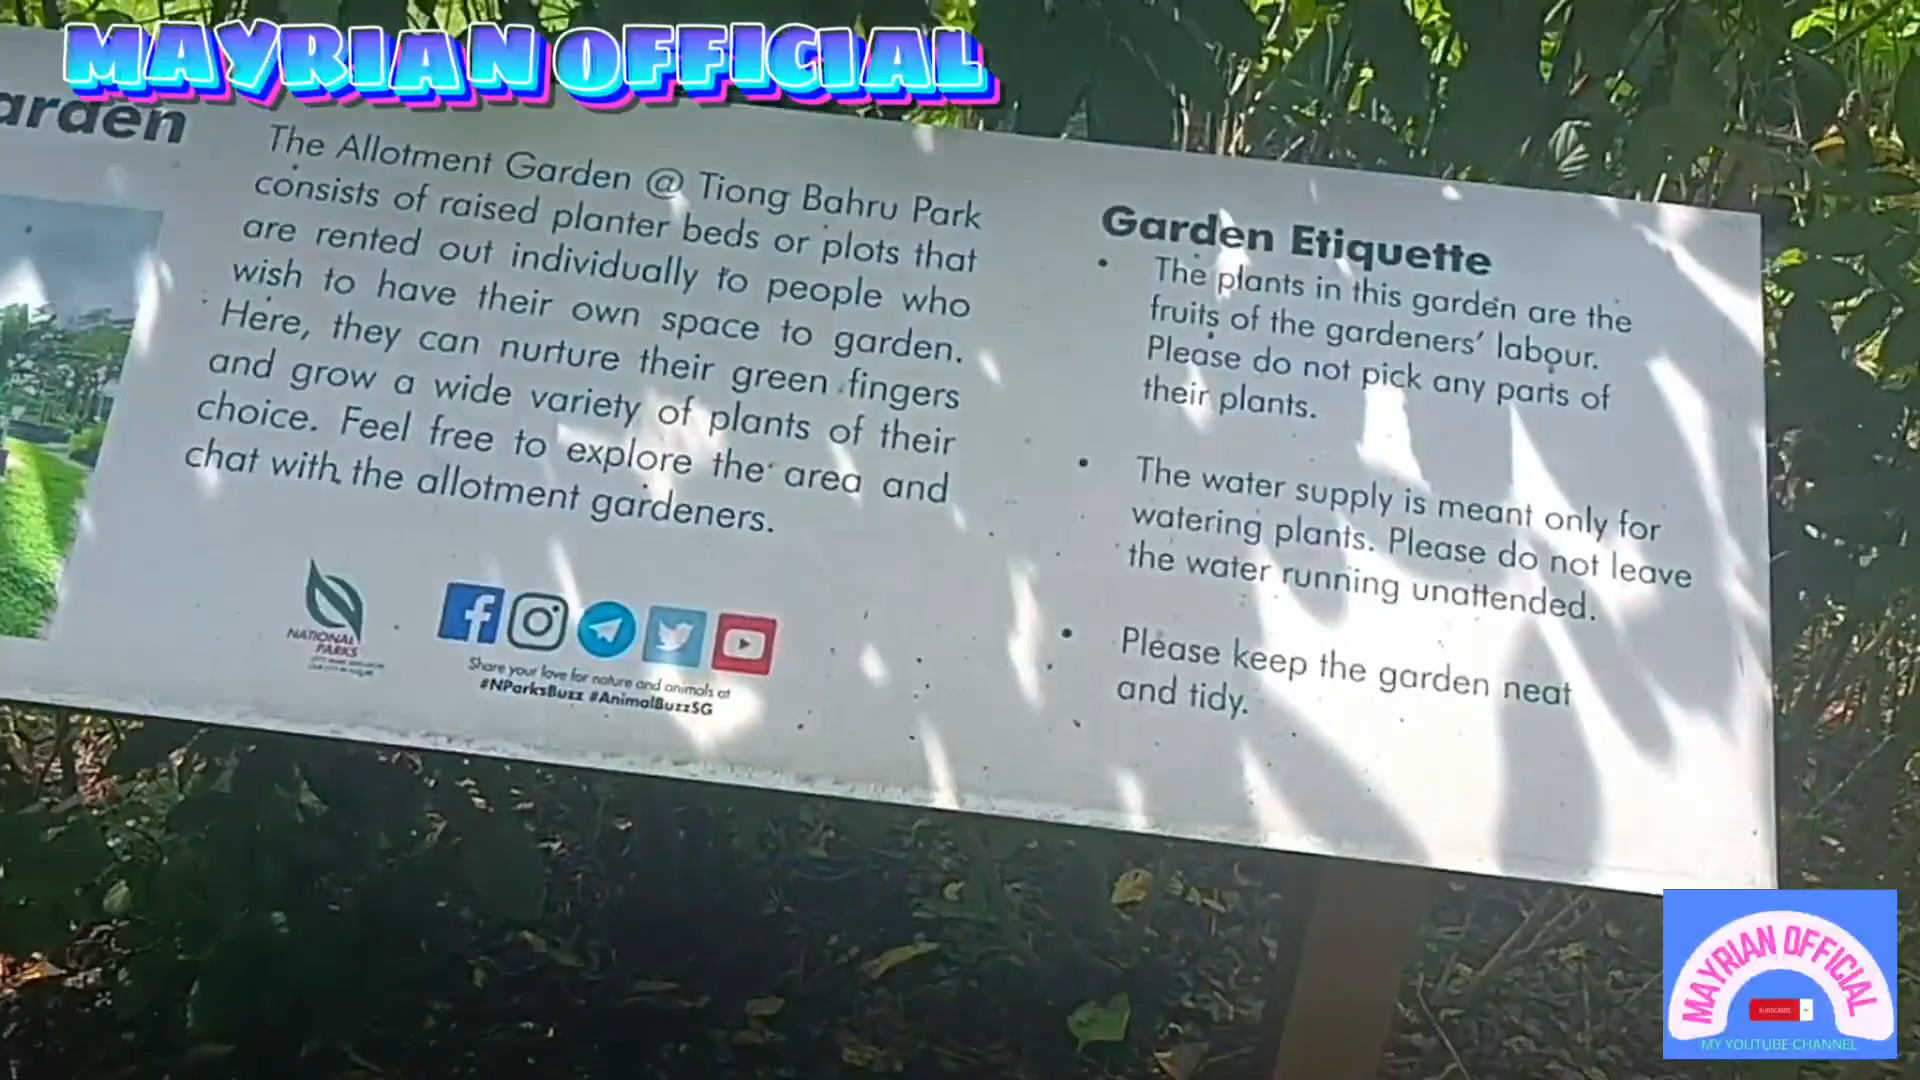 MAYRIAN OFFICIAL
arden
The Allotment Garden @ Tiong Bahru Park
consists of raised planter beds or plots that
are rented out individually to people who
wish to have their own space to garden.
Here, they can nurture their green fingers
and grow a wide variety of plants of their
choice. Feel free to explore the area and
chat with the allotment gardeners.
NATIONAL
PARKS
Share your love for nature and animals at
#NParksBuzz #AnimalBuzzSG
Garden Etiquette
• The plants in this garden are the
fruits of the gardeners' labour.
Please do not pick any parts of
their plants.
• The water supply is meant only for
watering plants. Please do not leave
the water running unattended.
• Please keep the garden neat
and tidy.
MAYRIAN OFFICIAL
SUBSCRIBE
MY YOUTUBE CHANNEL